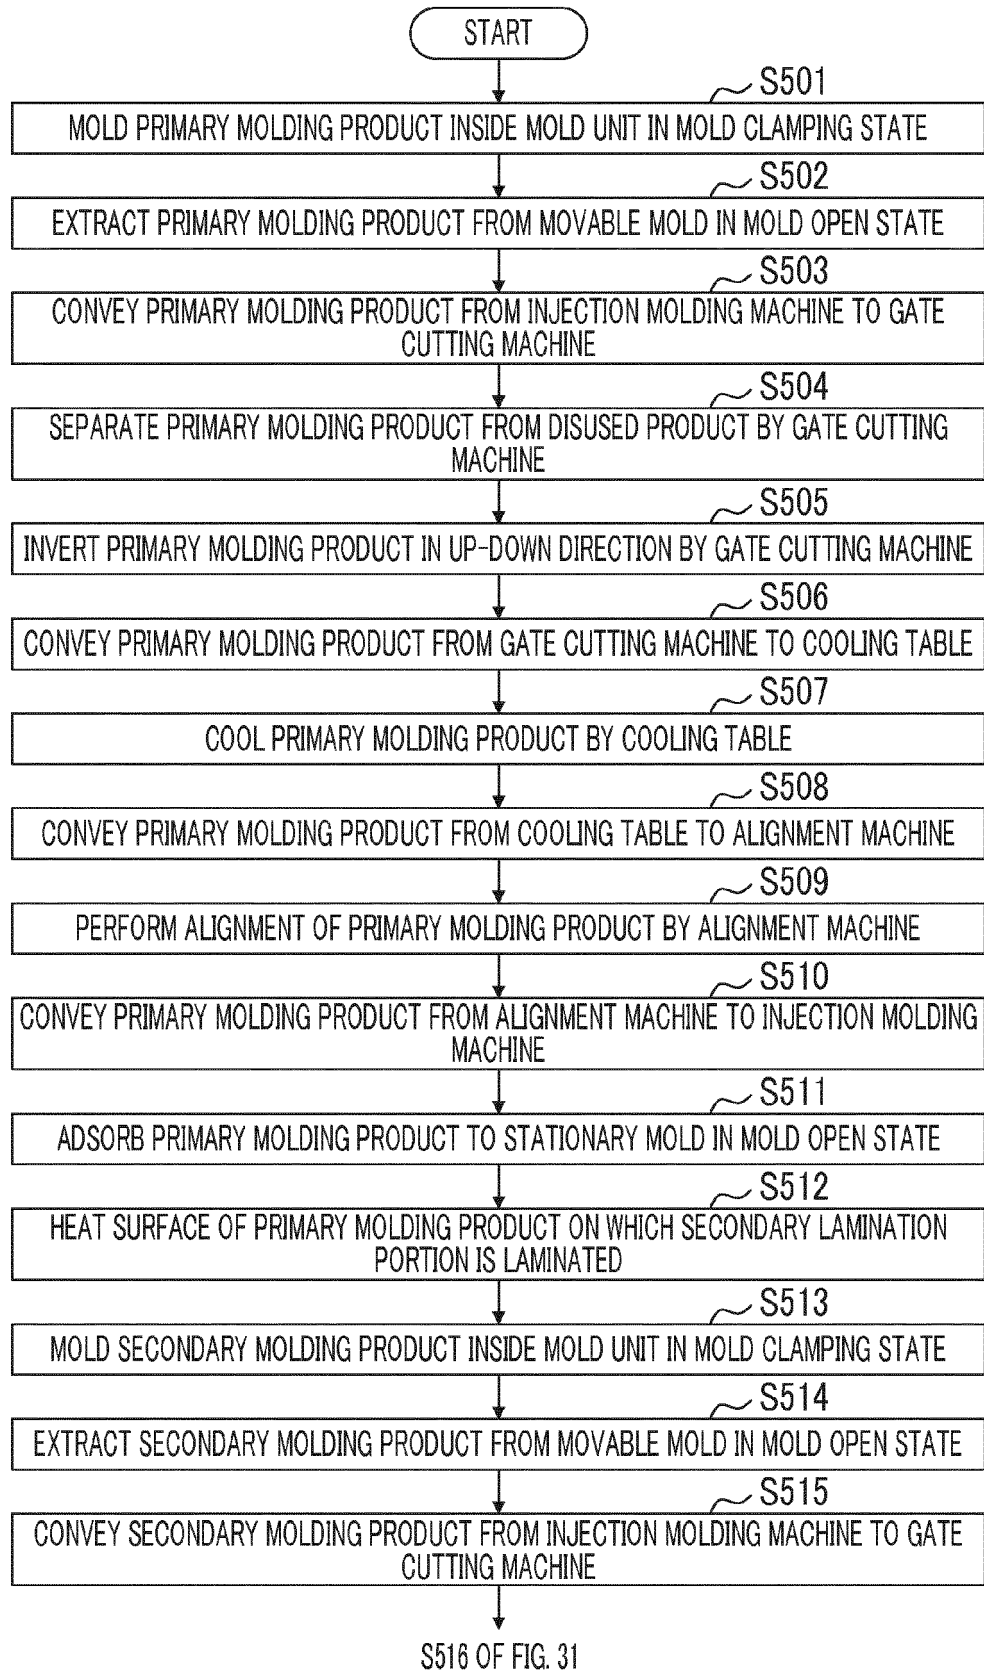 START
S501
MOLD PRIMARY MOLDING PRODUCT INSIDE MOLD UNIT IN MOLD CLAMPING STATE
S502
EXTRACT PRIMARY MOLDING PRODUCT FROM MOVABLE MOLD IN MOLD OPEN STATE
S503
CONVEY PRIMARY MOLDING PRODUCT FROM INJECTION MOLDING MACHINE TO GATE
CUTTING MACHINE
S504
SEPARATE PRIMARY MOLDING PRODUCT FROM DISUSED PRODUCT BY GATE CUTTING
MACHINE
S505
INVERT PRIMARY MOLDING PRODUCT IN UP-DOWN DIRECTION BY GATE CUTTING MACHINE
S506
CONVEY PRIMARY MOLDING PRODUCT FROM GATE CUTTING MACHINE TO COOLING TABLE
S507
COOL PRIMARY MOLDING PRODUCT BY COOLING TABLE
S508
CONVEY PRIMARY MOLDING PRODUCT FROM COOLING TABLE TO ALIGNMENT MACHINE
S509
PERFORM ALIGNMENT OF PRIMARY MOLDING PRODUCT BY ALIGNMENT MACHINE
S510
CONVEY PRIMARY MOLDING PRODUCT FROM ALIGNMENT MACHINE TO INJECTION MOLDING
MACHINE
S511
ADSORB PRIMARY MOLDING PRODUCT TO STATIONARY MOLD IN MOLD OPEN STATE
S512
HEAT SURFACE OF PRIMARY MOLDING PRODUCT ON WHICH SECONDARY LAMINATION
PORTION IS LAMINATED
S513
MOLD SECONDARY MOLDING PRODUCT INSIDE MOLD UNIT IN MOLD CLAMPING STATE
S514
EXTRACT SECONDARY MOLDING PRODUCT FROM MOVABLE MOLD IN MOLD OPEN STATE
S515
CONVEY SECONDARY MOLDING PRODUCT FROM INJECTION MOLDING MACHINE TO GATE
CUTTING MACHINE
S516 OF FIG. 31